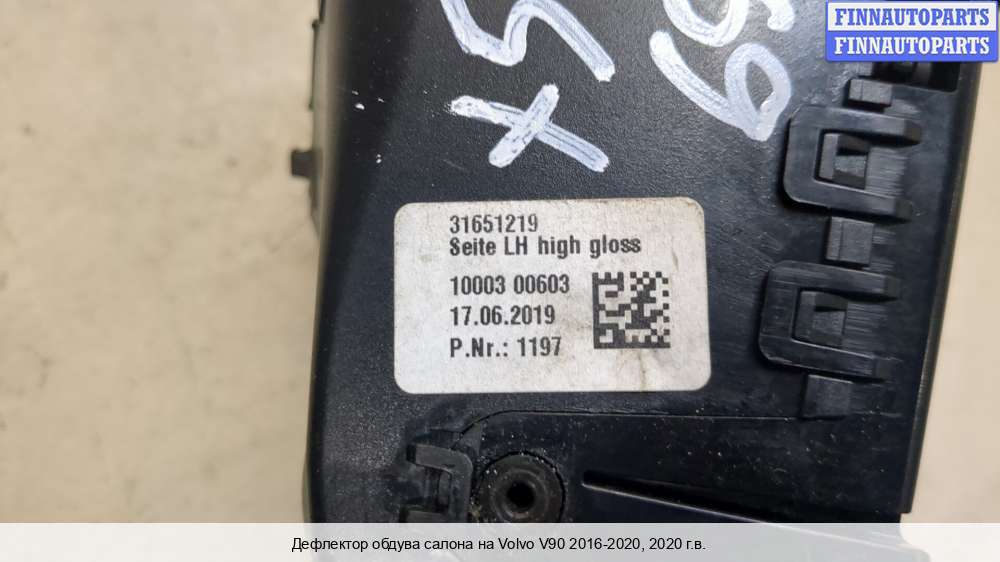 FINNAUTOPARTS
FINNAUTOPARTS
31651219
Seite LH high gloss
10003 00603
17.06.2019
P.Nr.: 1197
Дефлектор обдува салона на Volvo V90 2016-2020, 2020 г.в.